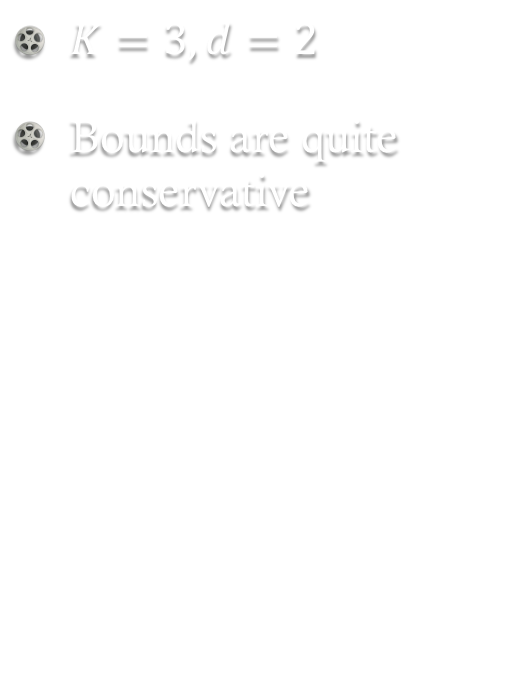 K = 3, d = 2
Bounds are quite
conservative